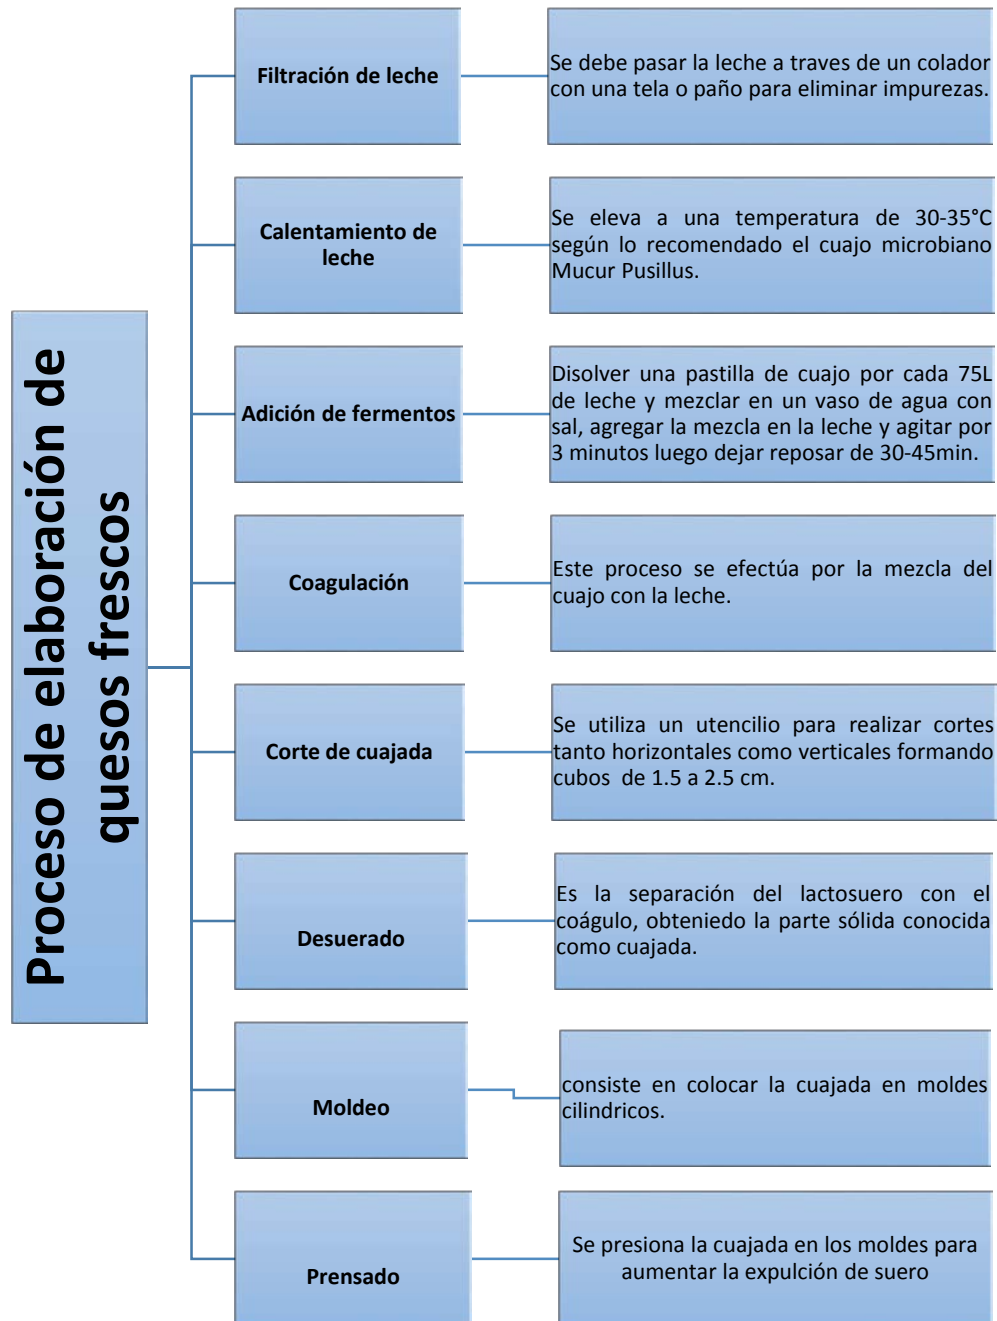 Proceso de elaboración de
quesos frescos
Filtración de leche
Se debe pasar la leche a traves de un colador
con una tela o paño para eliminar impurezas.
Calentamiento de
leche
Se eleva a una temperatura de 30-35°C
según lo recomendado el cuajo microbiano
Mucur Pusillus.
Adición de fermentos
Disolver una pastilla de cuajo por cada 75L
de leche y mezclar en un vaso de agua con
sal, agregar la mezcla en la leche y agitar por
3 minutos luego dejar reposar de 30-45min.
Coagulación
Este proceso se efectúa por la mezcla del
cuajo con la leche.
Corte de cuajada
Se utiliza un utencilio para realizar cortes
tanto horizontales como verticales formando
cubos de 1.5 a 2.5 cm.
Desuerado
Es la separación del lactosuero con el
coágulo, obteniedo la parte sólida conocida
como cuajada.
Moldeo
consiste en colocar la cuajada en moldes
cilindricos.
Prensado
Se presiona la cuajada en los moldes para
aumentar la expulción de suero